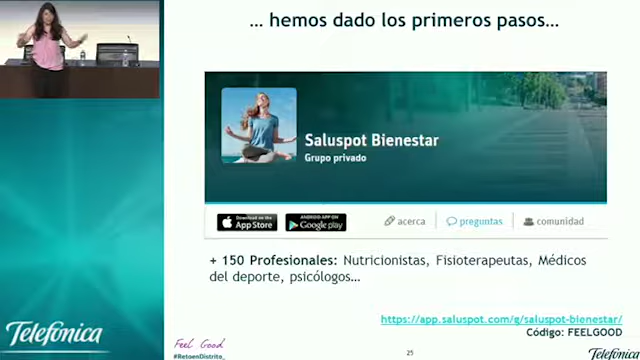 ... hemos dado los primeros pasos...
Saluspot Bienestar
Grupo privado
Download on the
App Store
ANDROID APP ON
Google play
acerca
preguntas
comunidad
+ 150 Profesionales: Nutricionistas, Fisioterapeutas, Médicos
del deporte, psicólogos...
https://app.saluspot.com/g/saluspot-bienestar/
Código: FEELGOOD
Telefónica
Feel Good
#RetoenDistrito_
25
Telefónica